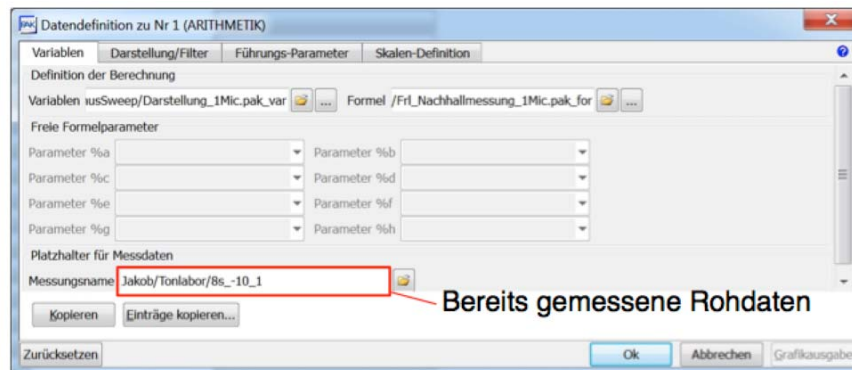 PAK Datendefinition zu Nr 1 (ARITHMETIK)
Variablen Darstellung/Filter Führungs-Parameter Skalen-Definition
Definition der Berechnung
Variablen usSweep/Darstellung_1Mic.pak_var ... Formel /Frl_Nachhallmessung_1Mic.pak_for ...
Freie Formelparameter
Parameter %a Parameter %b
Parameter %c Parameter %d
Parameter %e Parameter %f
Parameter %g Parameter %h
Platzhalter für Messdaten
Messungsname Jakob/Tonlabor/8s_-10_1
Bereits gemessene Rohdaten
Kopieren Einträge kopieren...
Zurücksetzen Ok Abbrechen Grafikausgabe